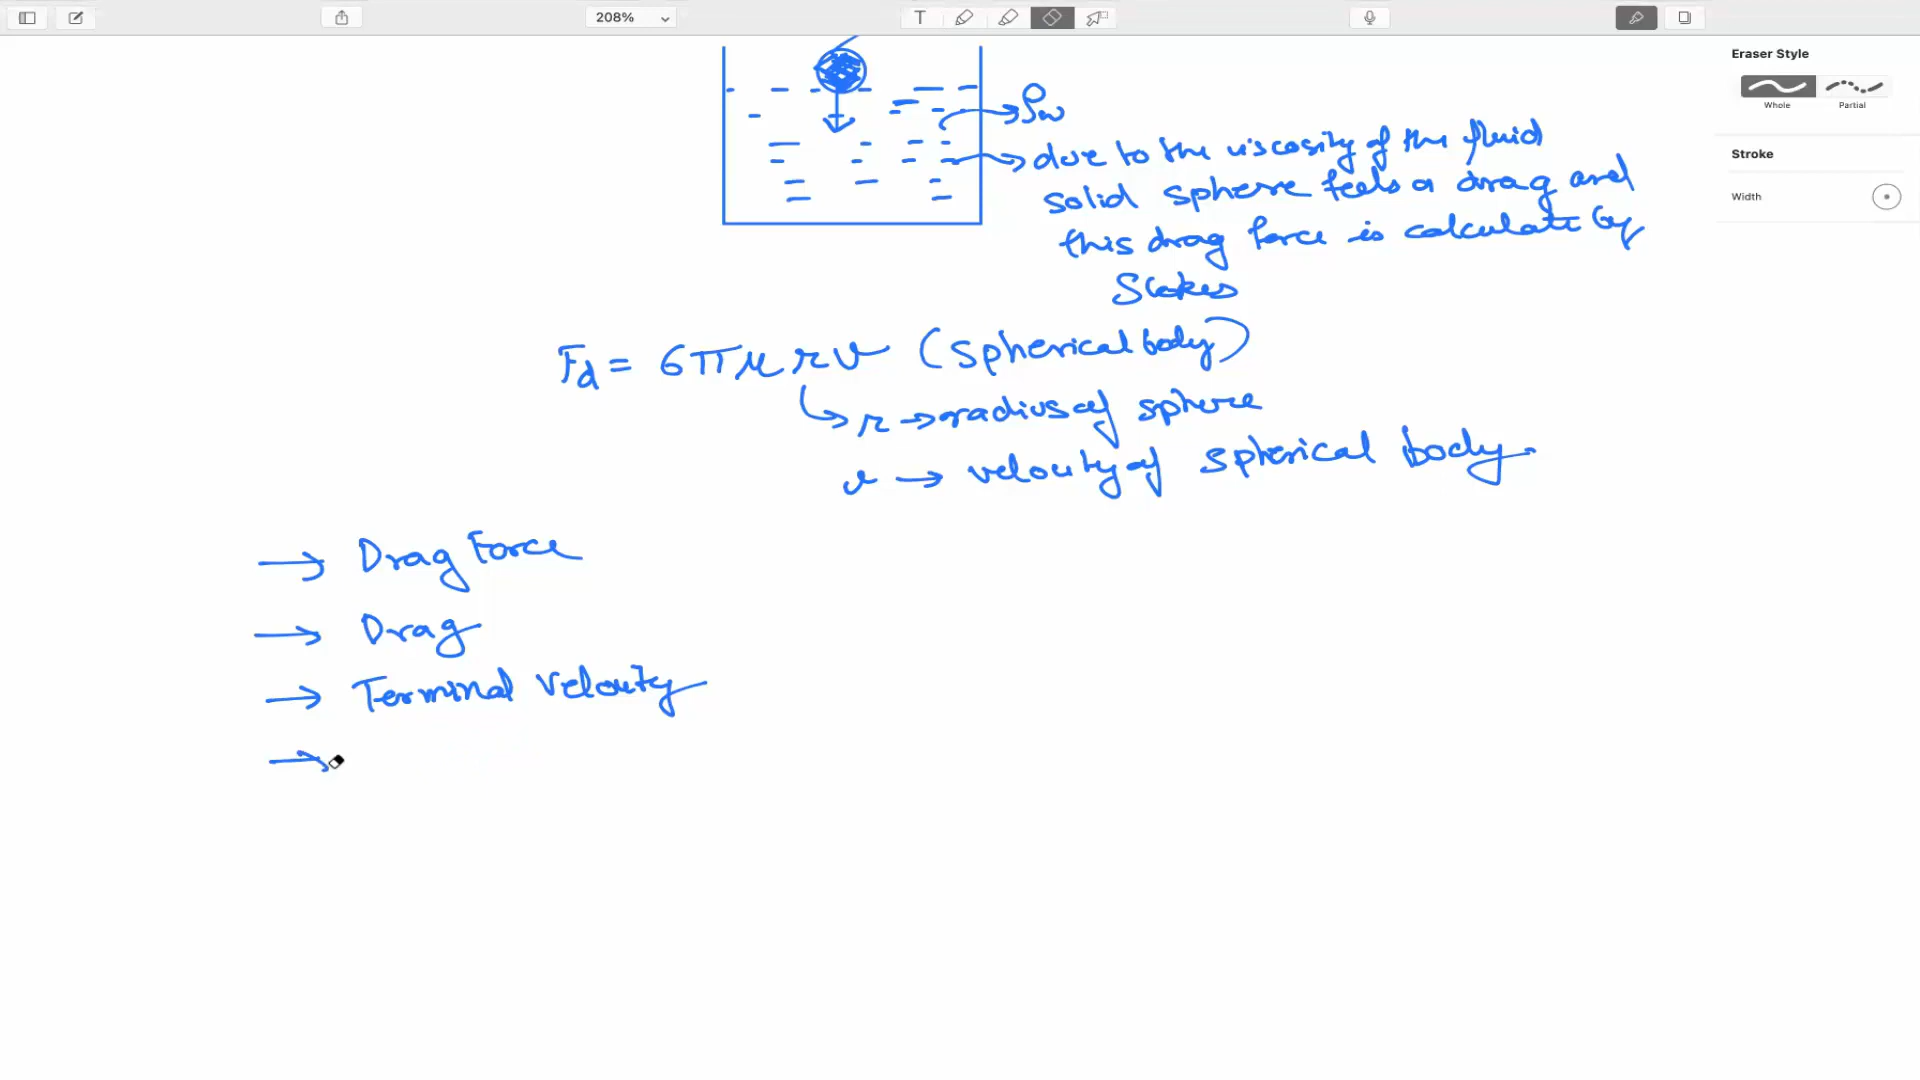 208%
T
Eraser Style
Whole Partial
Stroke
Width
ρw
due to the viscosity of the fluid
solid sphere feels a drag and
this drag force is calculate by
Stokes
Fd = 6πμrv (Spherical body)
r → radius of sphere
v → velocity of spherical body
→ Drag Force
→ Drag
→ Terminal Velocity
→